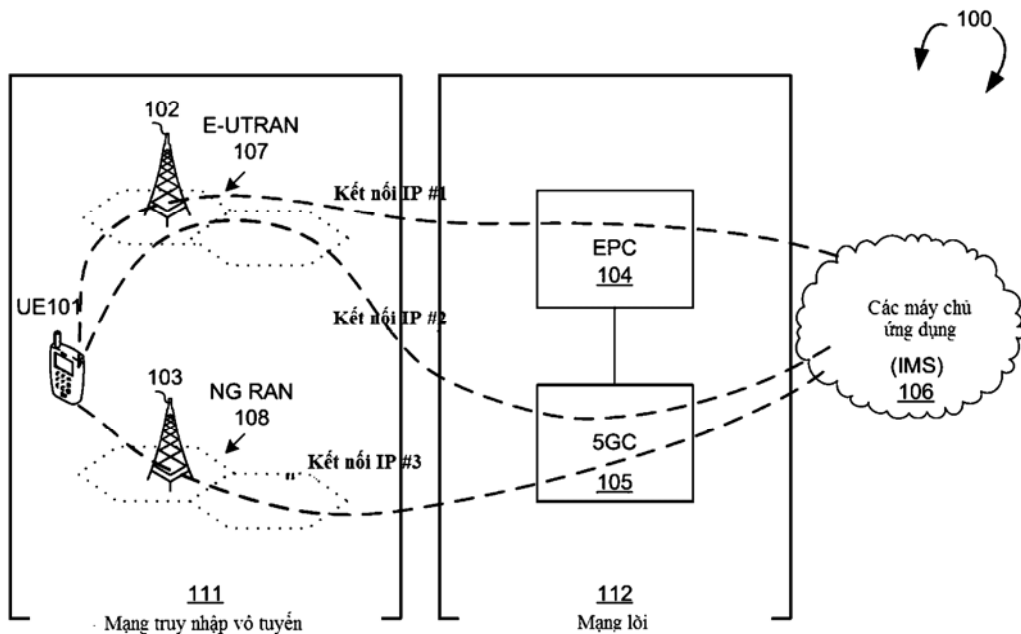 100
102
E-UTRAN
107
Kết nối IP #1
EPC
104
UE101
Kết nối IP #2
Các máy chủ
ứng dụng
(IMS)
106
103
NG RAN
108
Kết nối IP #3
5GC
105
111
Mạng truy nhập vô tuyến
112
Mạng lõi